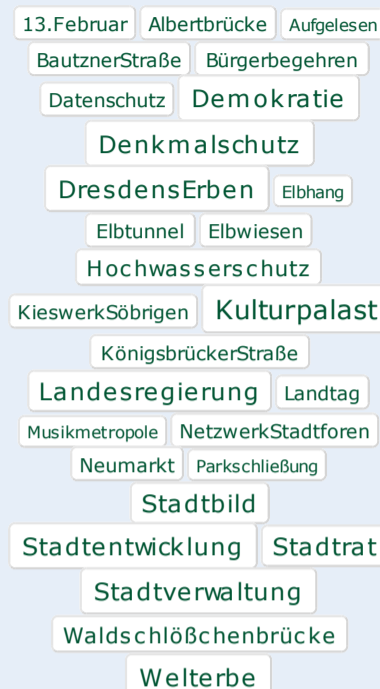 13.Februar Albertbrücke Aufgelesen
BautznerStraße Bürgerbegehren
Datenschutz Demokratie
Denkmalschutz
DresdensErben Elbhang
Elbtunnel Elbwiesen
Hochwasserschutz
KieswerkSöbrigen Kulturpalast
KönigsbrückerStraße
Landesregierung Landtag
Musikmetropole NetzwerkStadtforen
Neumarkt Parkschließung
Stadtbild
Stadtentwicklung Stadtrat
Stadtverwaltung
Waldschlößchenbrücke
Welterbe